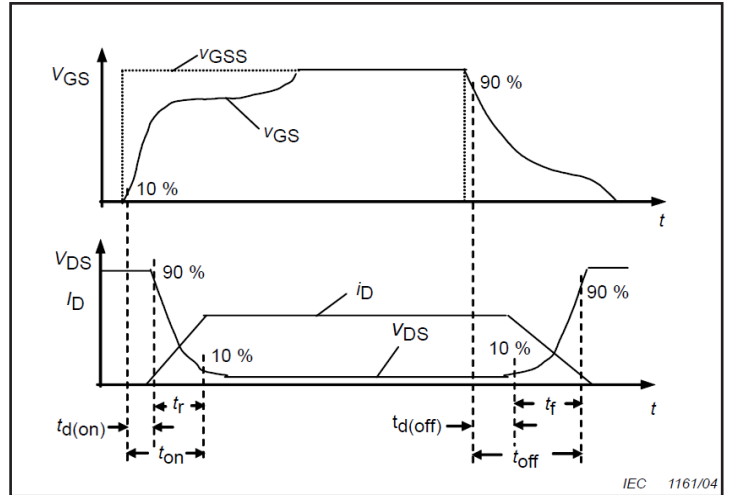 VGSS
VGS
90 %
VGS
10 %
t
VDS
90 %
ID
iD
90 %
VDS
10 %
10 %
tr
tf
t
td(on)
td(off)
ton
toff
IEC 1161/04